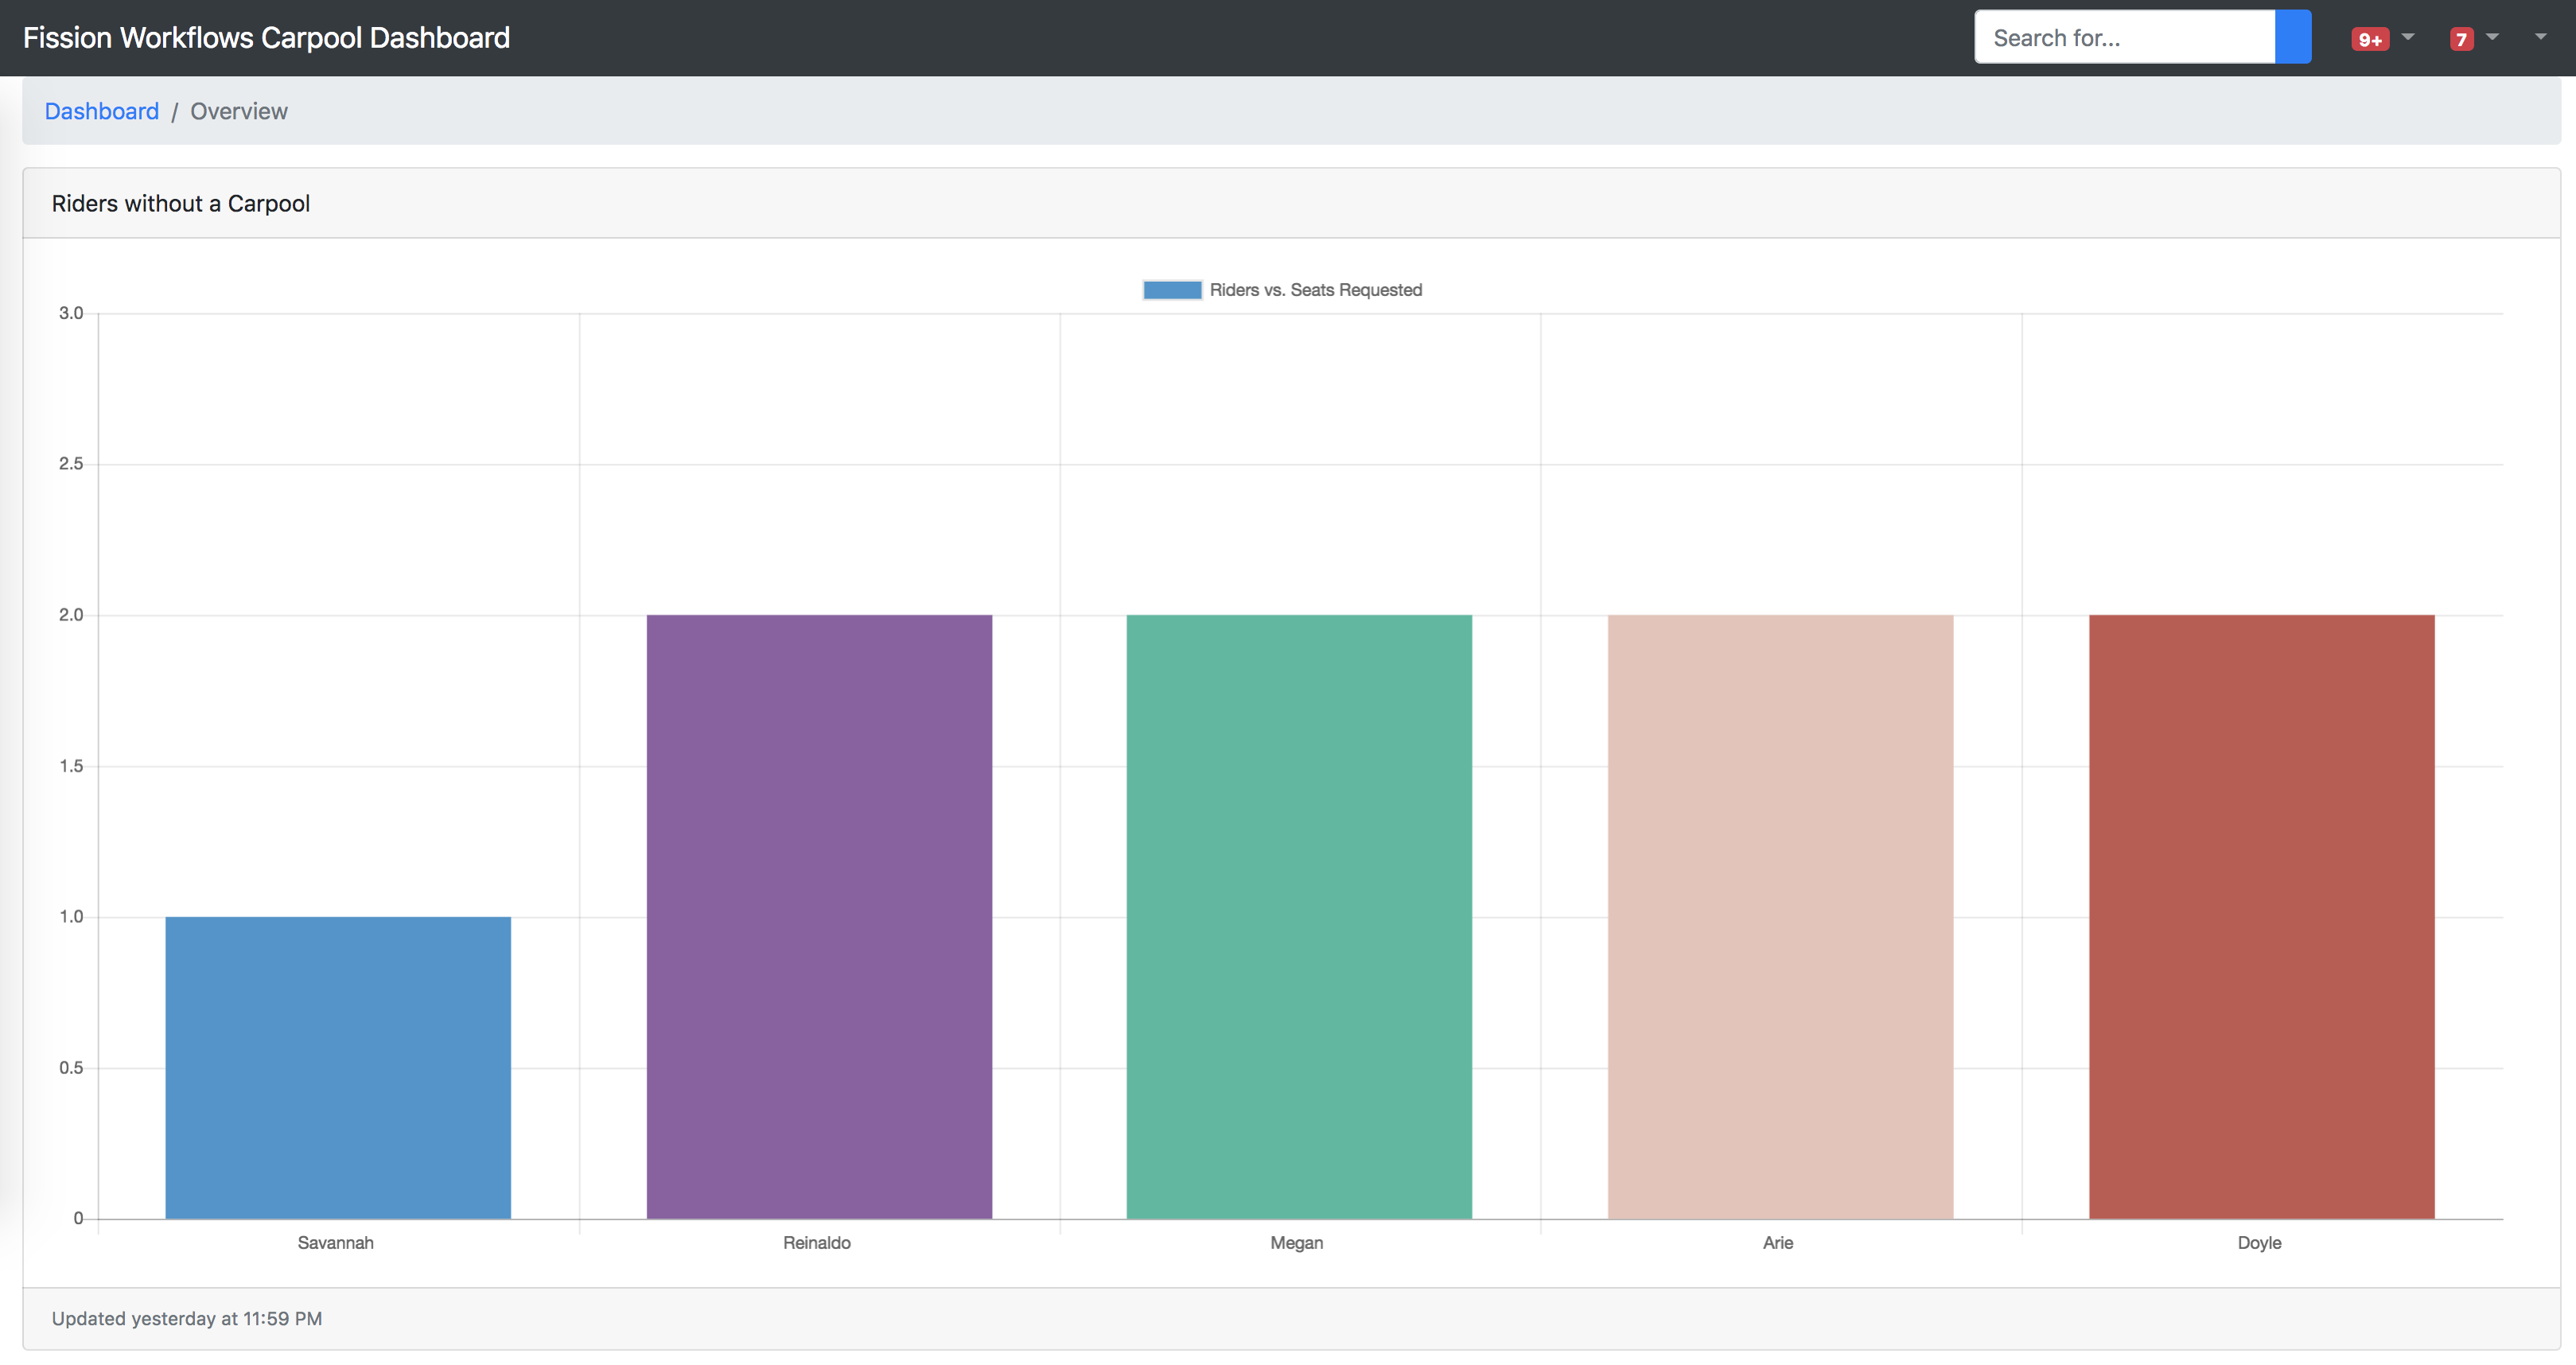 Fission Workflows Carpool Dashboard
Search for...
9+
7
Dashboard / Overview
Riders without a Carpool
Riders vs. Seats Requested
3.0
2.5
2.0
1.5
1.0
0.5
0
Savannah Reinaldo Megan Arie Doyle
Updated yesterday at 11:59 PM